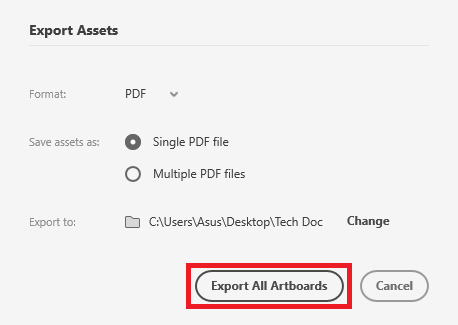 Export Assets
Format: PDF
Save assets as: Single PDF file
Multiple PDF files
Export to: C:\Users\Asus\Desktop\Tech Doc Change
Export All Artboards Cancel